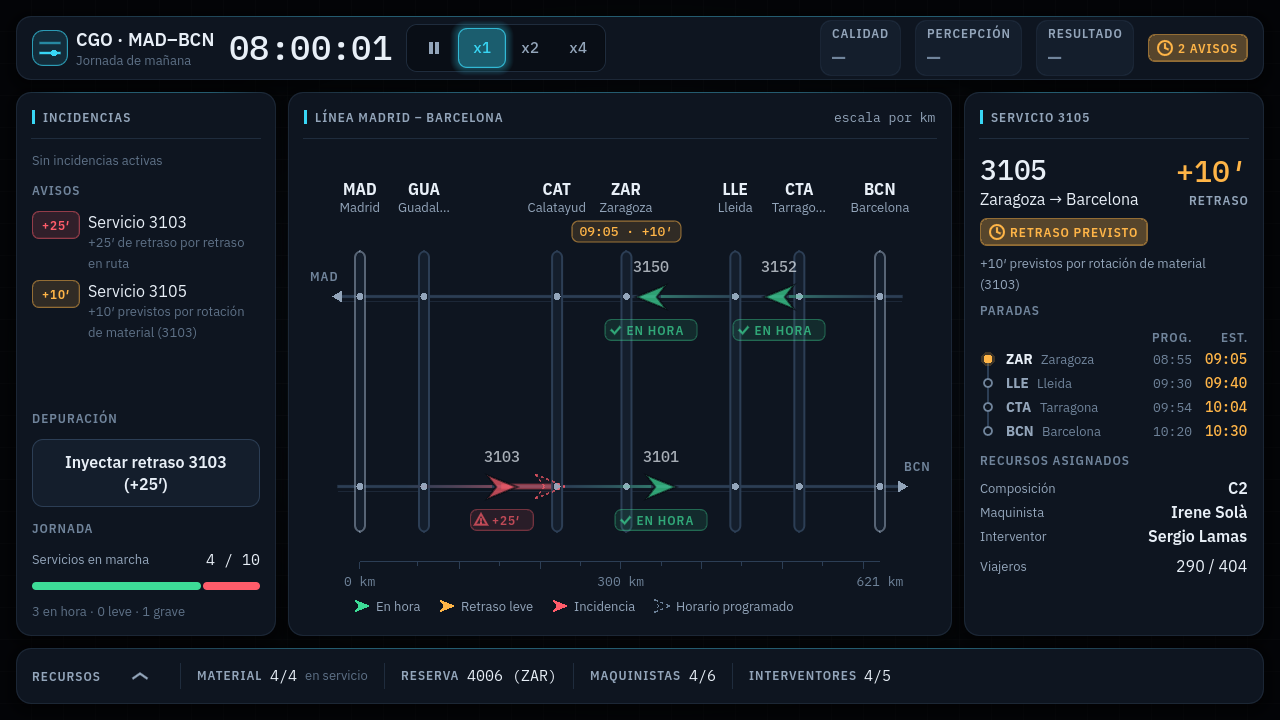 CGO · MAD–BCN
Jornada de mañana
08:00:01
x1
x2
x4
CALIDAD
—
PERCEPCIÓN
—
RESULTADO
—
2 AVISOS
INCIDENCIAS
Sin incidencias activas
AVISOS
+25′
Servicio 3103
+25′ de retraso por retraso
en ruta
+10′
Servicio 3105
+10′ previstos por rotación
de material (3103)
DEPURACIÓN
Inyectar retraso 3103
(+25′)
JORNADA
Servicios en marcha
4 / 10
3 en hora · 0 leve · 1 grave
LÍNEA MADRID – BARCELONA
escala por km
MAD
GUA
CAT
ZAR
LLE
CTA
BCN
Madrid
Guadal…
Calatayud
Zaragoza
Lleida
Tarrago…
Barcelona
09:05 · +10′
MAD
3150
3152
EN HORA
EN HORA
3103
3101
BCN
+25′
EN HORA
0 km
300 km
621 km
En hora
Retraso leve
Incidencia
Horario programado
SERVICIO 3105
3105
+10′
Zaragoza → Barcelona
RETRASO
RETRASO PREVISTO
+10′ previstos por rotación de material
(3103)
PARADAS
PROG.
EST.
ZAR Zaragoza 08:55 09:05
LLE Lleida 09:30 09:40
CTA Tarragona 09:54 10:04
BCN Barcelona 10:20 10:30
RECURSOS ASIGNADOS
Composición C2
Maquinista Irene Solà
Interventor Sergio Lamas
Viajeros 290 / 404
RECURSOS
MATERIAL 4/4 en servicio
RESERVA 4006 (ZAR)
MAQUINISTAS 4/6
INTERVENTORES 4/5